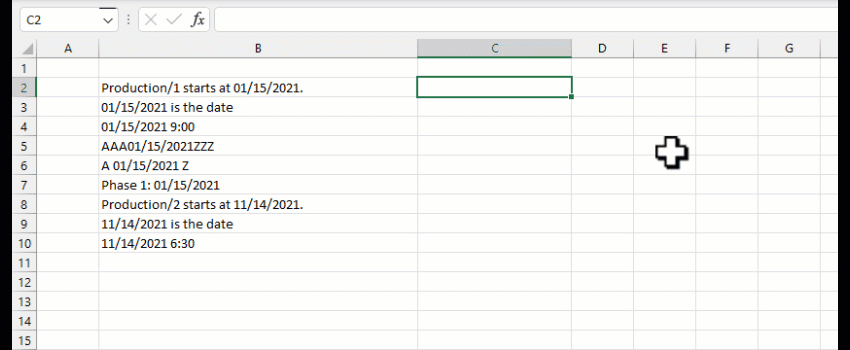 C2 fx
A B C D E F G
1
2 Production/1 starts at 01/15/2021.
3 01/15/2021 is the date
4 01/15/2021 9:00
5 AAA01/15/2021ZZZ
6 A 01/15/2021 Z
7 Phase 1: 01/15/2021
8 Production/2 starts at 11/14/2021.
9 11/14/2021 is the date
10 11/14/2021 6:30
11
12
13
14
15